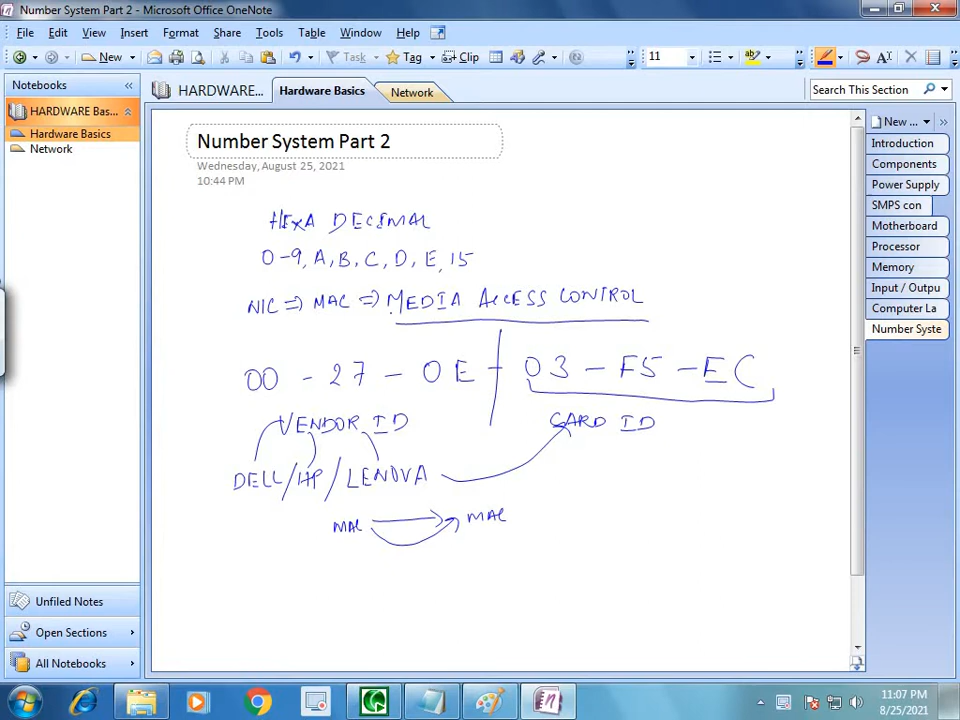 Number System Part 2 - Microsoft Office OneNote
File Edit View Insert Format Share Tools Table Window Help
New Task Tag Clip 11
Notebooks
HARDWARE Bas...
Hardware Basics
Network
HARDWARE... Hardware Basics Network
Search This Section
Number System Part 2
Wednesday, August 25, 2021
10:44 PM
HEXA DECIMAL
0-9, A, B, C, D, E, 15
NIC => MAC => MEDIA ACCESS CONTROL
00 - 27 - 0E - 03 - F5 - EC
VENDOR ID CARD ID
DELL/HP/LENOVA
MAC MAC
New ...
Introduction
Components
Power Supply
SMPS con
Motherboard
Processor
Memory
Input / Outpu
Computer La
Number Syste
Unfiled Notes
Open Sections
All Notebooks
11:07 PM
8/25/2021